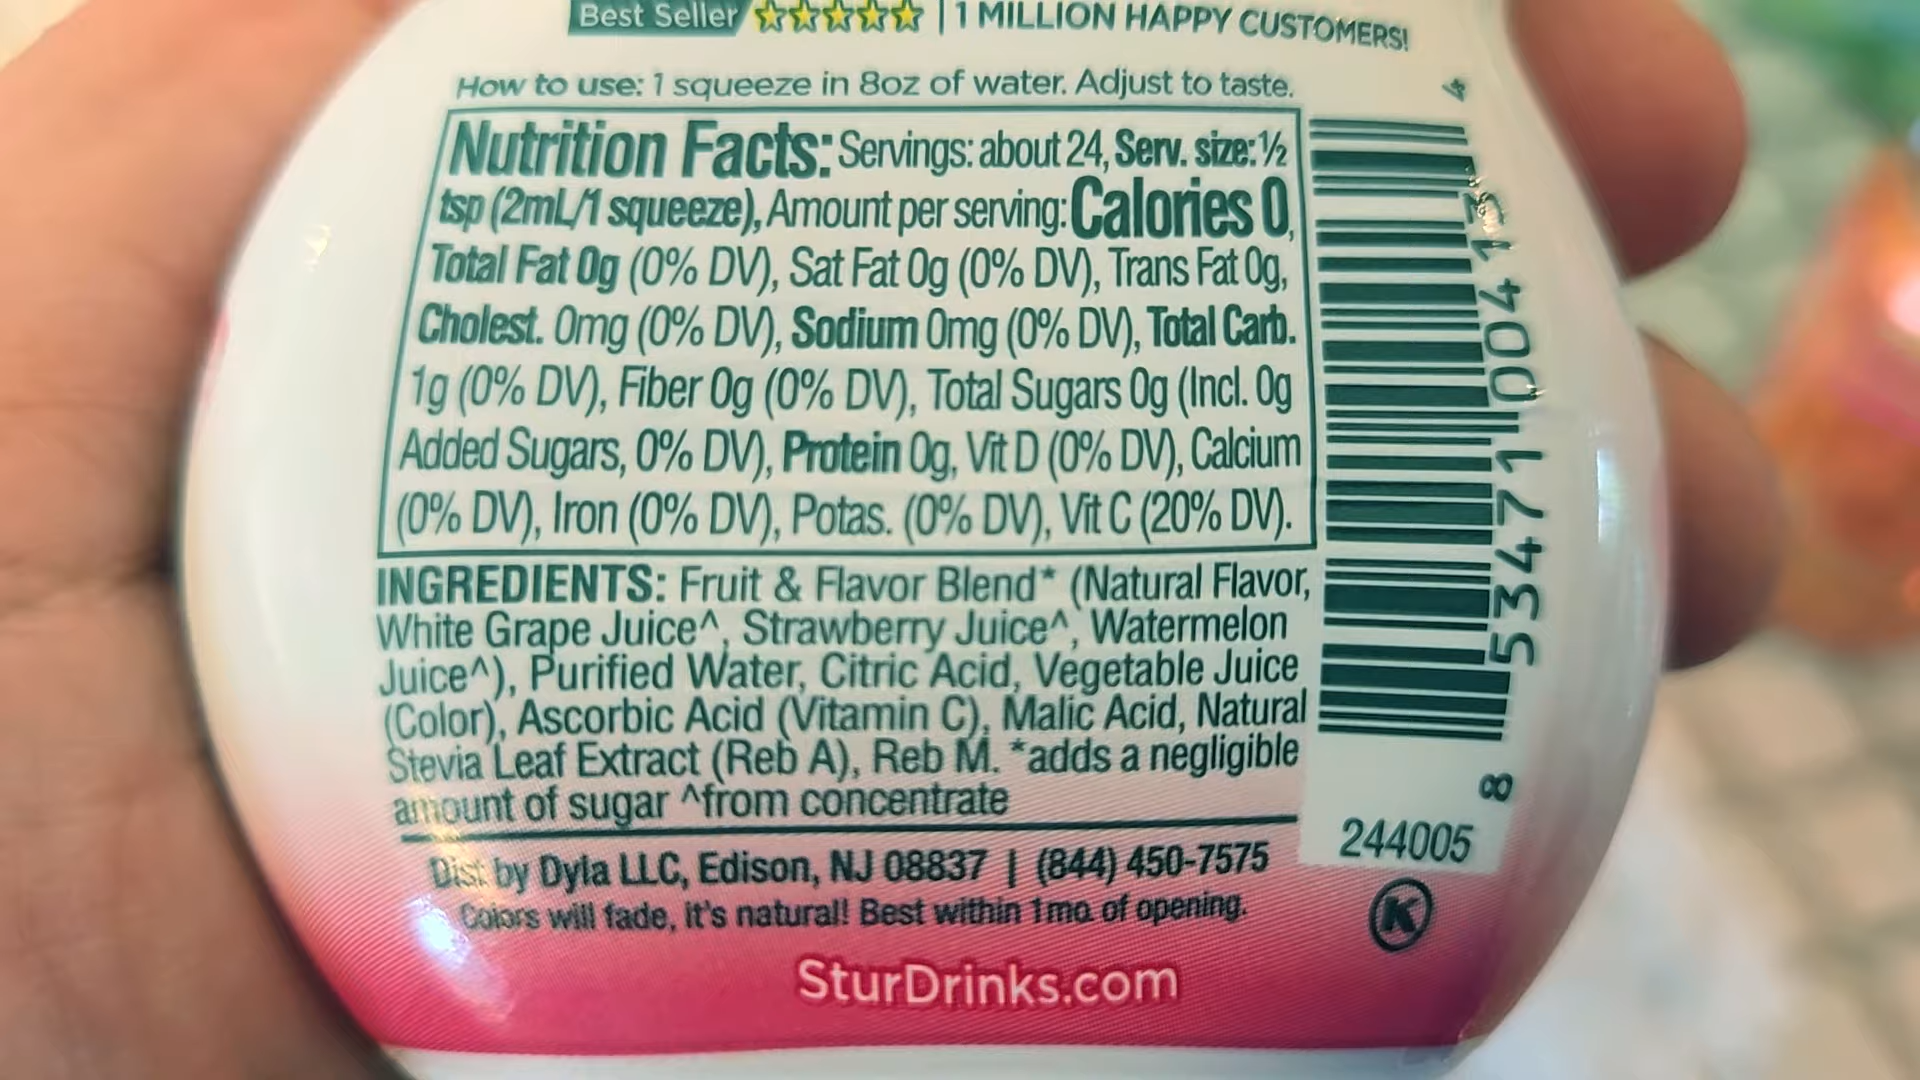 Best Seller | 1 MILLION HAPPY CUSTOMERS!
How to use: 1 squeeze in 8oz of water. Adjust to taste.
Nutrition Facts: Servings: about 24, Serv. size: ½
tsp (2mL/1 squeeze), Amount per serving: Calories 0,
Total Fat 0g (0% DV), Sat Fat 0g (0% DV), Trans Fat 0g,
Cholest. 0mg (0% DV), Sodium 0mg (0% DV), Total Carb.
1g (0% DV), Fiber 0g (0% DV), Total Sugars 0g (Incl. 0g
Added Sugars, 0% DV), Protein 0g, Vit D (0% DV), Calcium
(0% DV), Iron (0% DV), Potas. (0% DV), Vit C (20% DV).
INGREDIENTS: Fruit & Flavor Blend* (Natural Flavor,
White Grape Juice^, Strawberry Juice^, Watermelon
Juice^), Purified Water, Citric Acid, Vegetable Juice
(Color), Ascorbic Acid (Vitamin C), Malic Acid, Natural
Stevia Leaf Extract (Reb A), Reb M. *adds a negligible
amount of sugar ^from concentrate
Dist by Dyla LLC, Edison, NJ 08837 | (844) 450-7575
Colors will fade, it's natural! Best within 1mo. of opening.
SturDrinks.com
8 53471 00413 4
244005
K